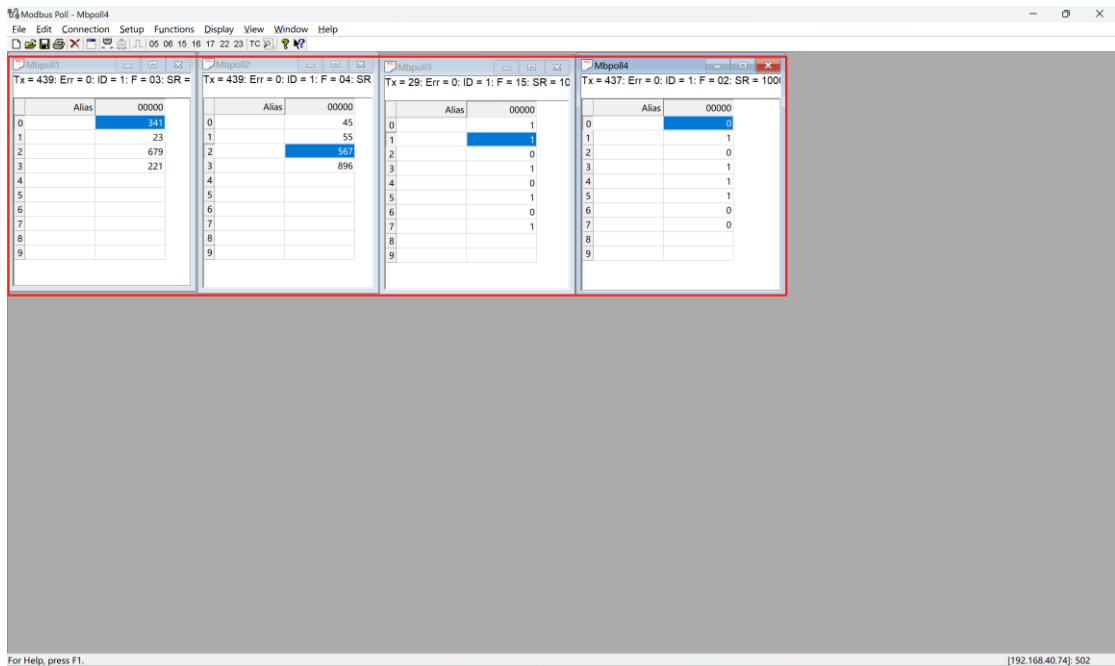 Modbus Poll - Mbpoll4
File Edit Connection Setup Functions Display View Window Help
05 06 15 16 17 22 23 TC
Mbpoll1
Tx = 439: Err = 0: ID = 1: F = 03: SR =
Alias 00000
0 341
1 23
2 679
3 221
4
5
6
7
8
9
Mbpoll2
Tx = 439: Err = 0: ID = 1: F = 04: SR
Alias 00000
0 45
1 55
2 567
3 896
4
5
6
7
8
9
Mbpoll3
Tx = 29: Err = 0: ID = 1: F = 15: SR = 10
Alias 00000
0 1
1 1
2 0
3 1
4 0
5 1
6 0
7 1
8
9
Mbpoll4
Tx = 437: Err = 0: ID = 1: F = 02: SR = 100
Alias 00000
0 0
1 1
2 0
3 1
4 1
5 1
6 0
7 0
8
9
For Help, press F1.
[192.168.40.74]: 502